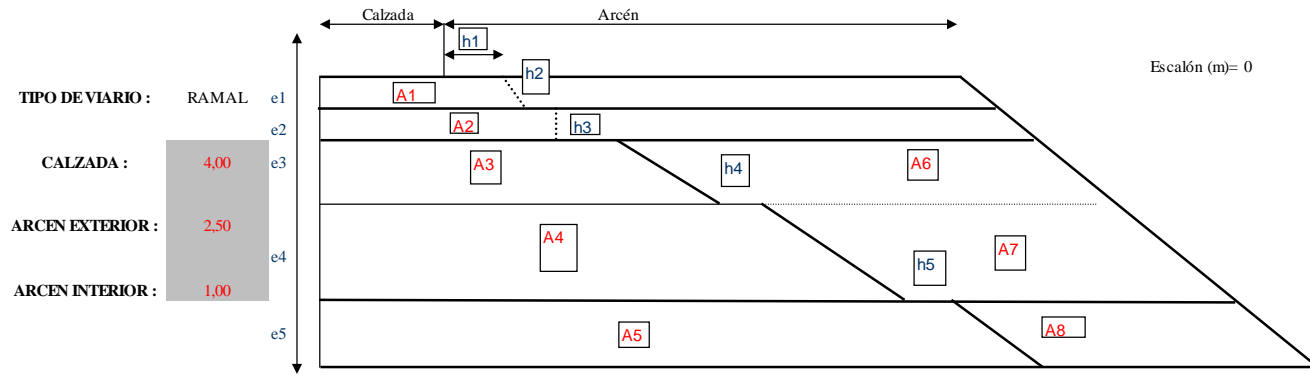 Calzada Arcén
h1
h2
Escalón (m)= 0
TIPO DE VIARIO : RAMAL e1 A1
e2 A2 h3
CALZADA : 4,00 e3 A3 h4 A6
ARCEN EXTERIOR : 2,50
A4 A7
e4 h5
ARCEN INTERIOR : 1,00
e5 A5 A8